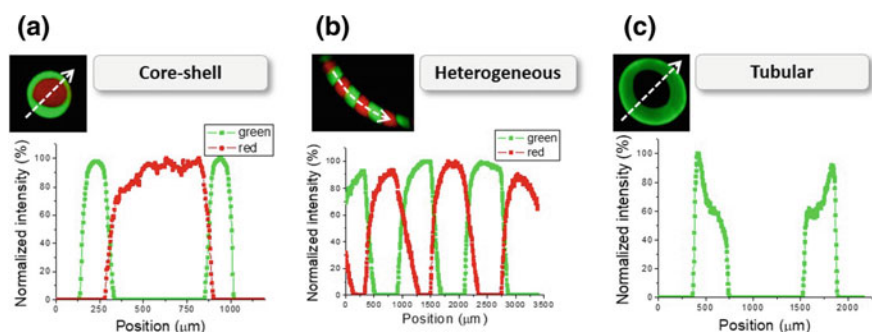 (a)
Core-shell
green
red
Normalized intensity (%)
100
80
60
40
20
0
0 250 500 750 1000
Position (μm)
(b)
Heterogeneous
green
red
Normalized intensity (%)
100
80
60
40
20
0
0 500 1000 1500 2000 2500 3000 3500
Position (μm)
(c)
Tubular
Normalized intensity (%)
100
80
60
40
20
0
0 500 1000 1500 2000
Position (μm)